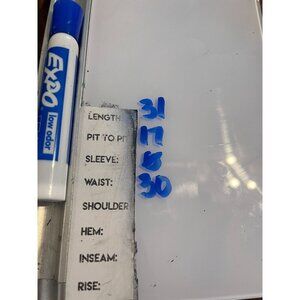 EXPO
low odor
LENGTH: 31
PIT TO PIT 17
SLEEVE: 8
WAIST: 30
SHOULDER
HEM:
INSEAM:
RISE: